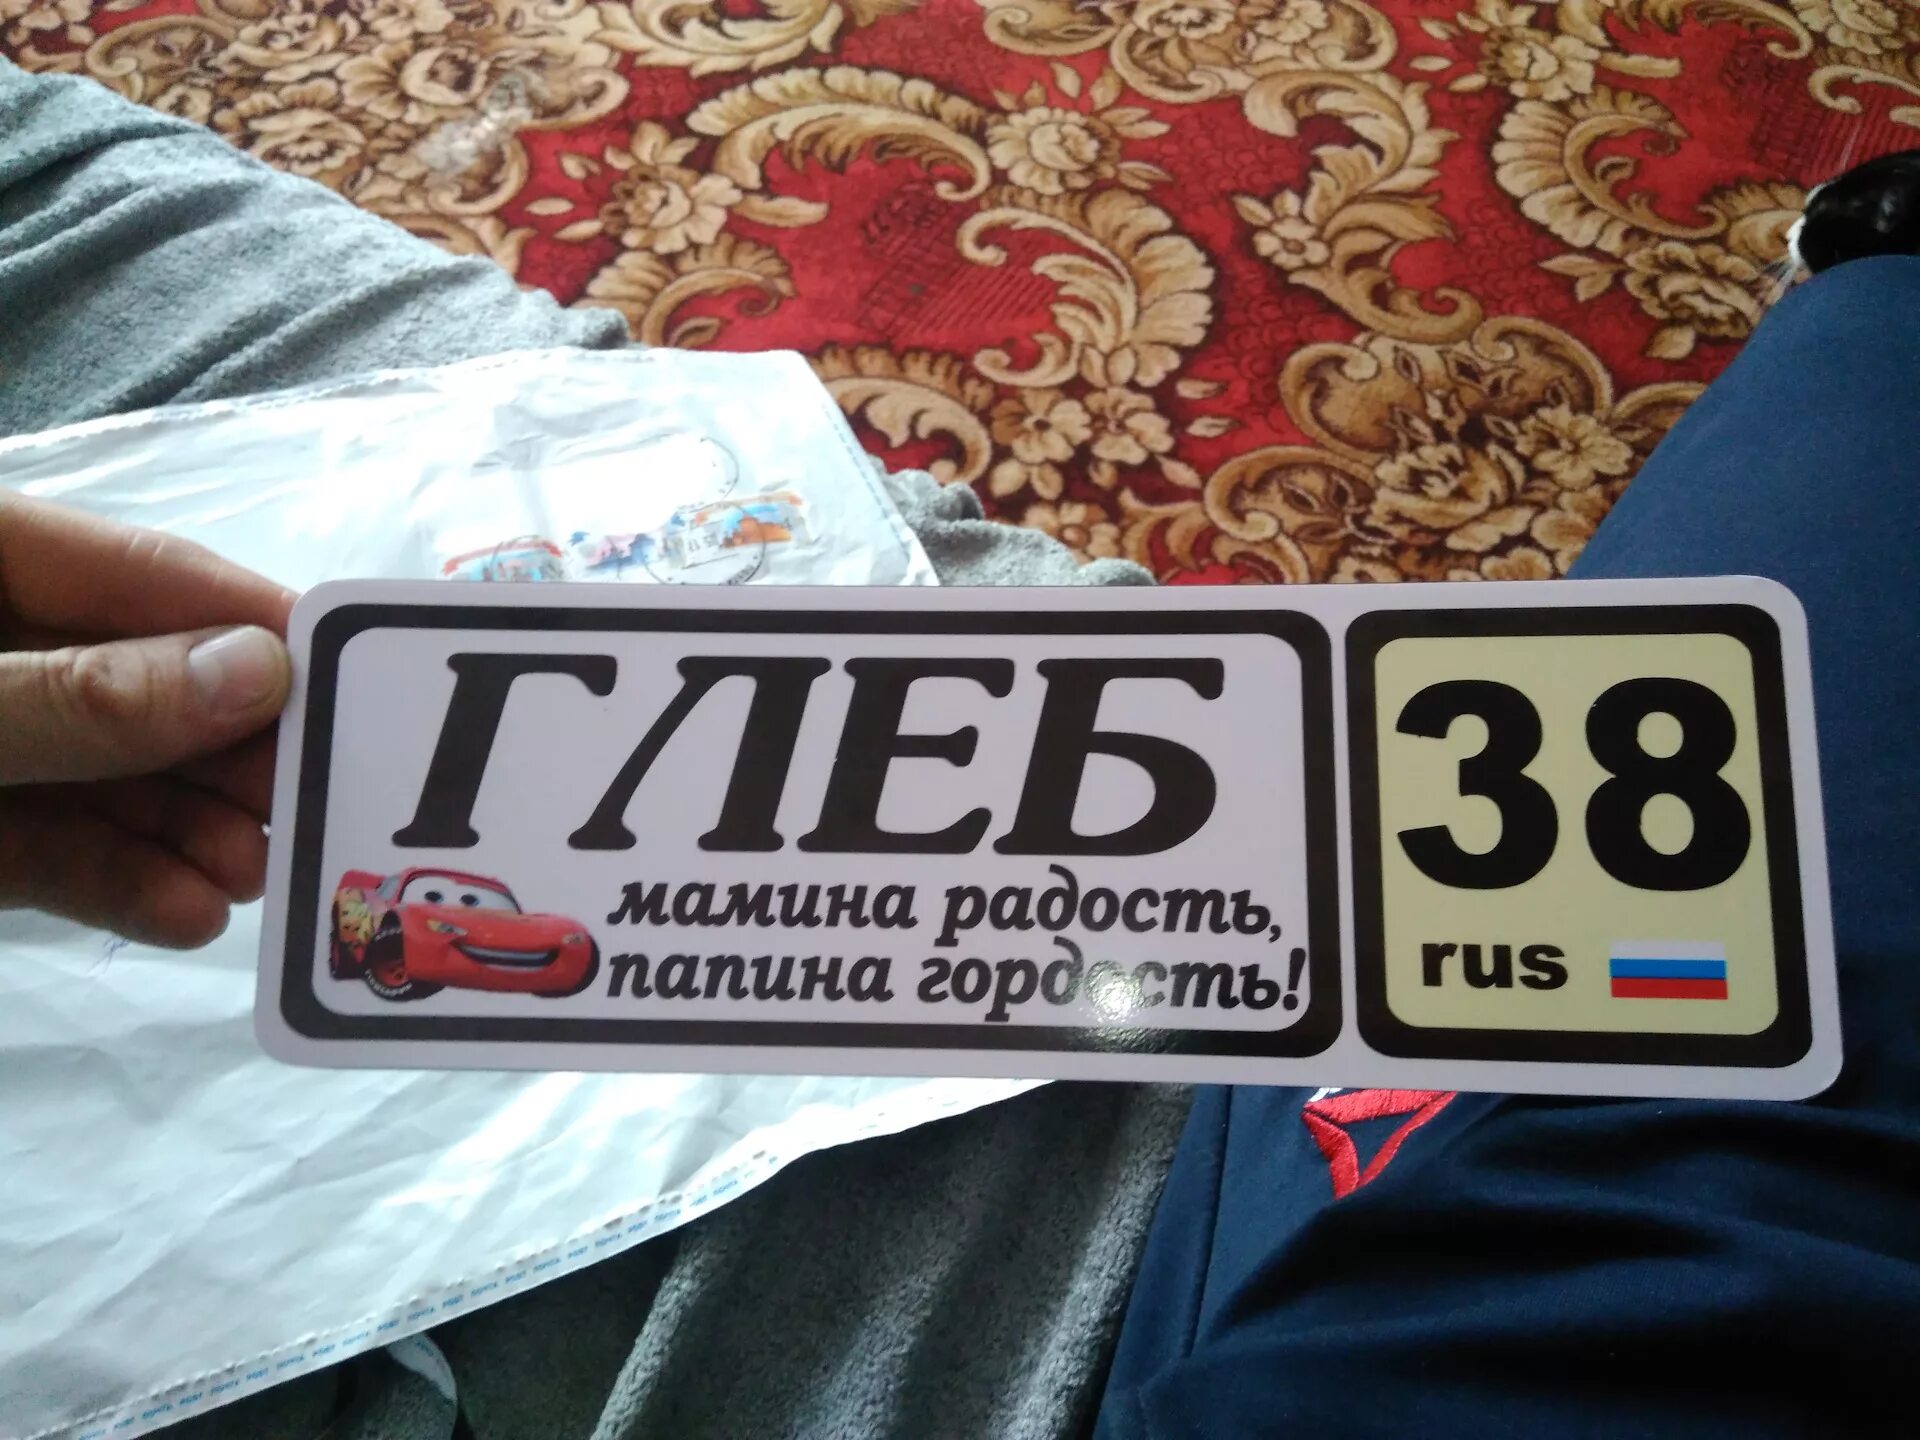 ГЛЕБ
мамина радость,
папина гордость!
38
rus